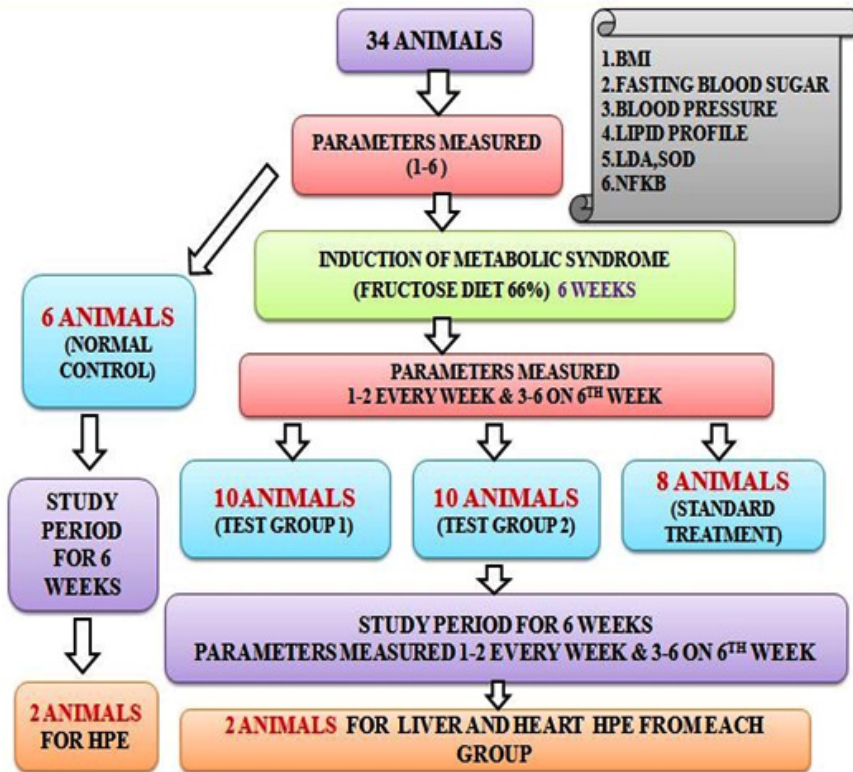 34 ANIMALS
1.BMI
2.FASTING BLOOD SUGAR
3.BLOOD PRESSURE
4.LIPID PROFILE
5.LDA,SOD
6.NFKB
PARAMETERS MEASURED
(1-6)
INDUCTION OF METABOLIC SYNDROME
(FRUCTOSE DIET 66%) 6 WEEKS
6 ANIMALS
(NORMAL
CONTROL)
PARAMETERS MEASURED
1-2 EVERY WEEK & 3-6 ON 6TH WEEK
10 ANIMALS
(TEST GROUP 1)
10 ANIMALS
(TEST GROUP 2)
8 ANIMALS
(STANDARD
TREATMENT)
STUDY
PERIOD
FOR 6
WEEKS
STUDY PERIOD FOR 6 WEEKS
PARAMETERS MEASURED 1-2 EVERY WEEK & 3-6 ON 6TH WEEK
2 ANIMALS
FOR HPE
2 ANIMALS FOR LIVER AND HEART HPE FROM EACH
GROUP